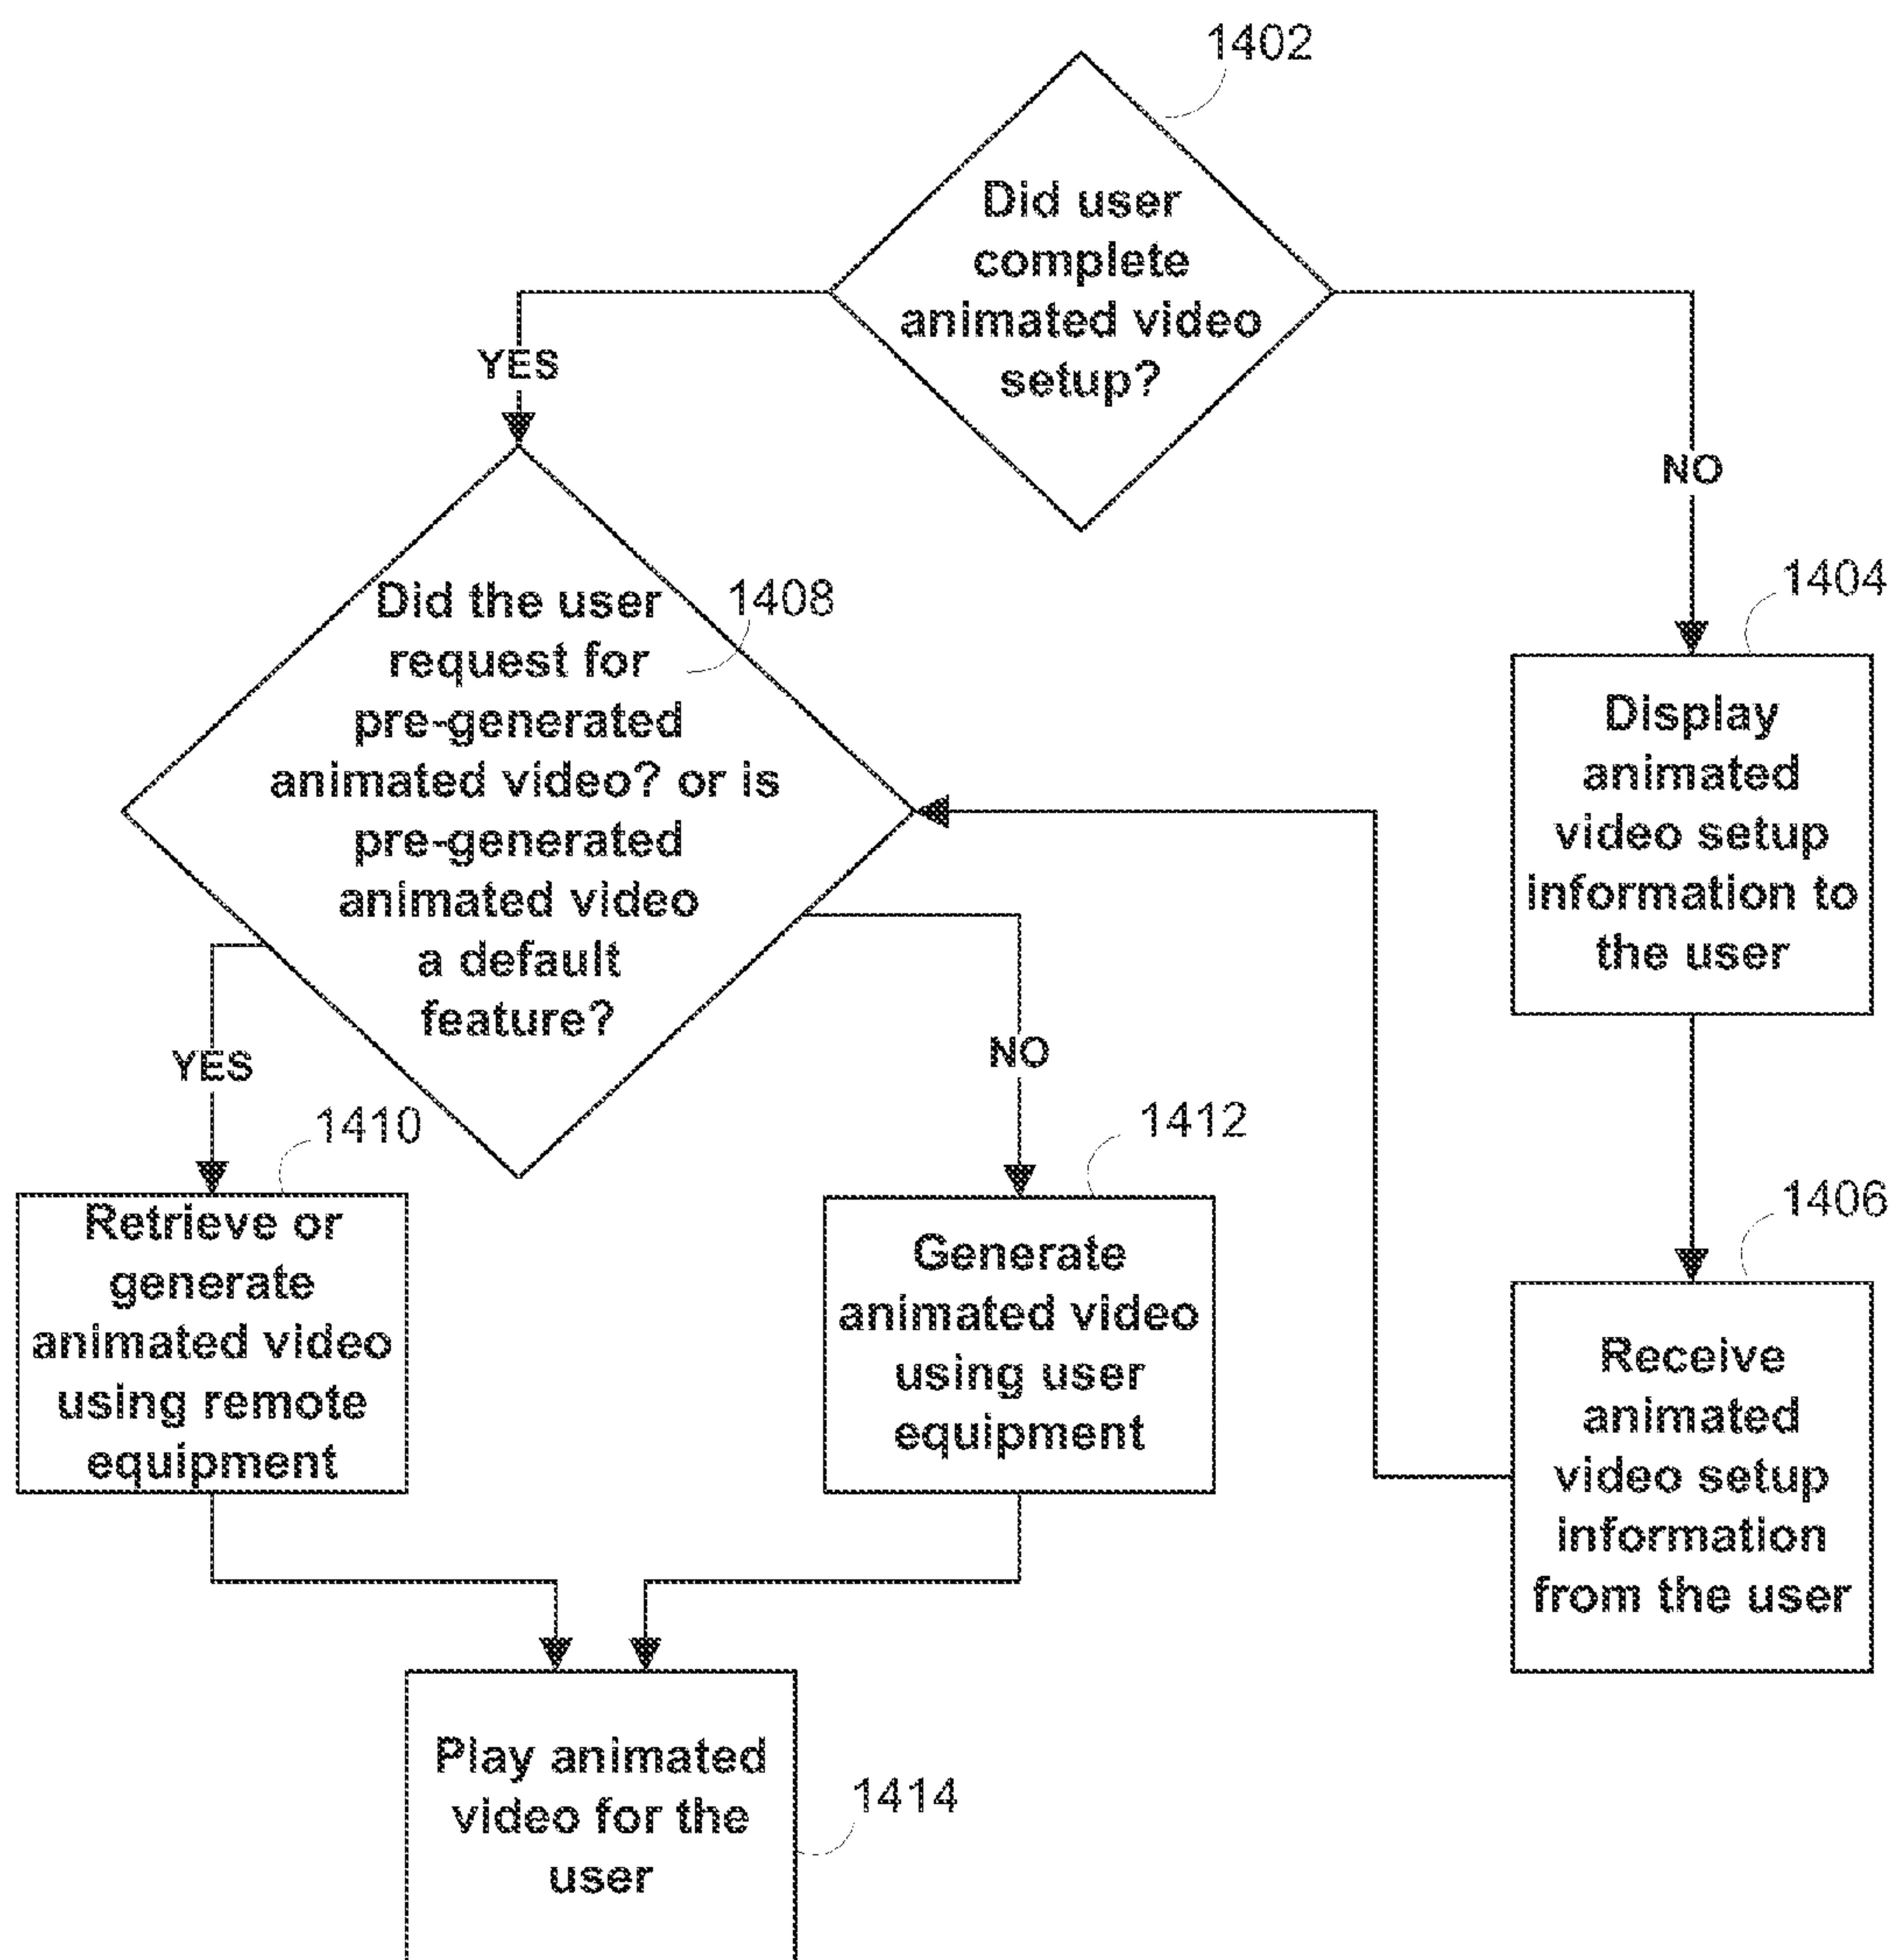 1402
Did user
complete
animated video
setup?
YES
NO
1408
Did the user
request for
pre-generated
animated video? or is
pre-generated
animated video
a default
feature?
1404
Display
animated
video setup
information to
the user
YES
NO
1410
Retrieve or
generate
animated video
using remote
equipment
1412
Generate
animated video
using user
equipment
1406
Receive
animated
video setup
information
from the user
Play animated
video for the
user
1414